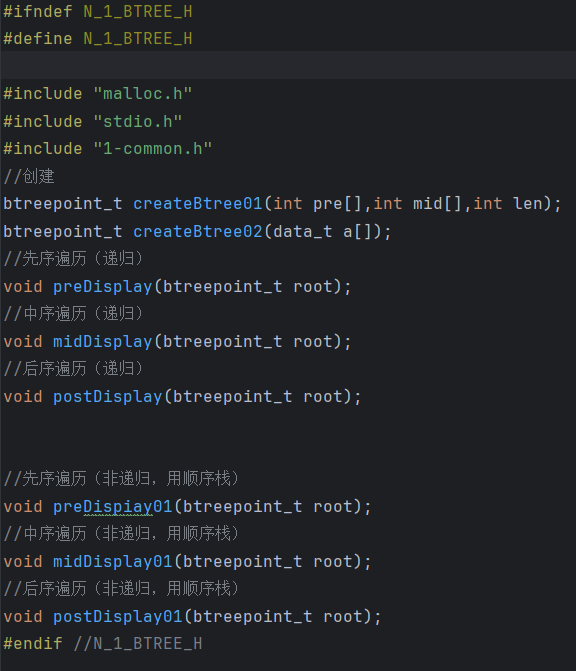 #ifndef N_1_BTREE_H
#define N_1_BTREE_H
#include "malloc.h"
#include "stdio.h"
#include "1-common.h"
//创建
btreepoint_t createBtree01(int pre[],int mid[],int len);
btreepoint_t createBtree02(data_t a[]);
//先序遍历（递归）
void preDisplay(btreepoint_t root);
//中序遍历（递归）
void midDisplay(btreepoint_t root);
//后序遍历（递归）
void postDisplay(btreepoint_t root);
//先序遍历（非递归，用顺序栈）
void preDispiay01(btreepoint_t root);
//中序遍历（非递归，用顺序栈）
void midDisplay01(btreepoint_t root);
//后序遍历（非递归，用顺序栈）
void postDisplay01(btreepoint_t root);
#endif //N_1_BTREE_H